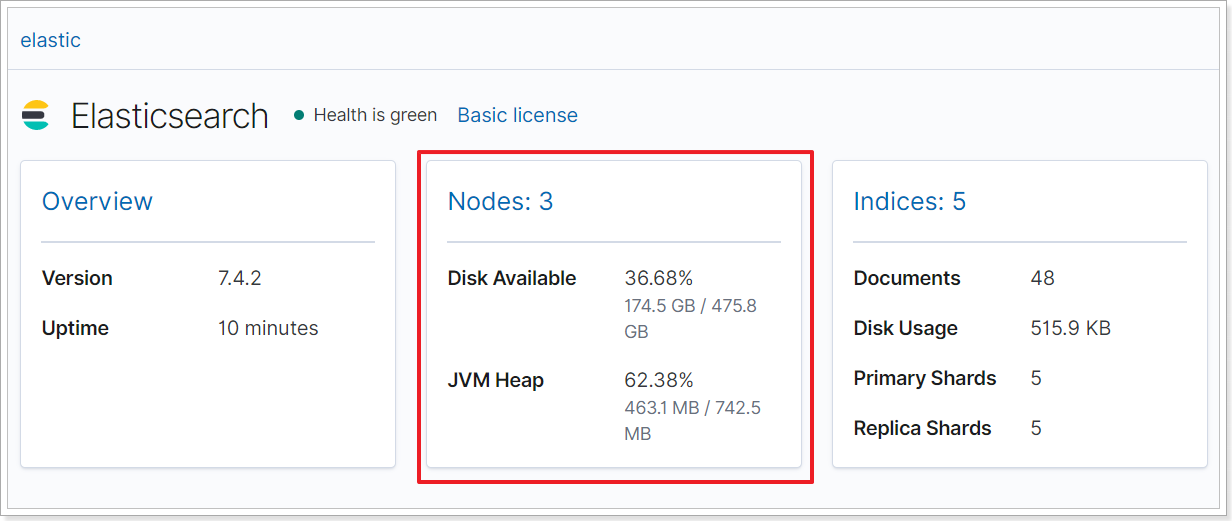 elastic
Elasticsearch
Health is green
Basic license
Overview
Version 7.4.2
Uptime 10 minutes
Nodes: 3
Disk Available 36.68%
174.5 GB / 475.8
GB
JVM Heap 62.38%
463.1 MB / 742.5
MB
Indices: 5
Documents 48
Disk Usage 515.9 KB
Primary Shards 5
Replica Shards 5